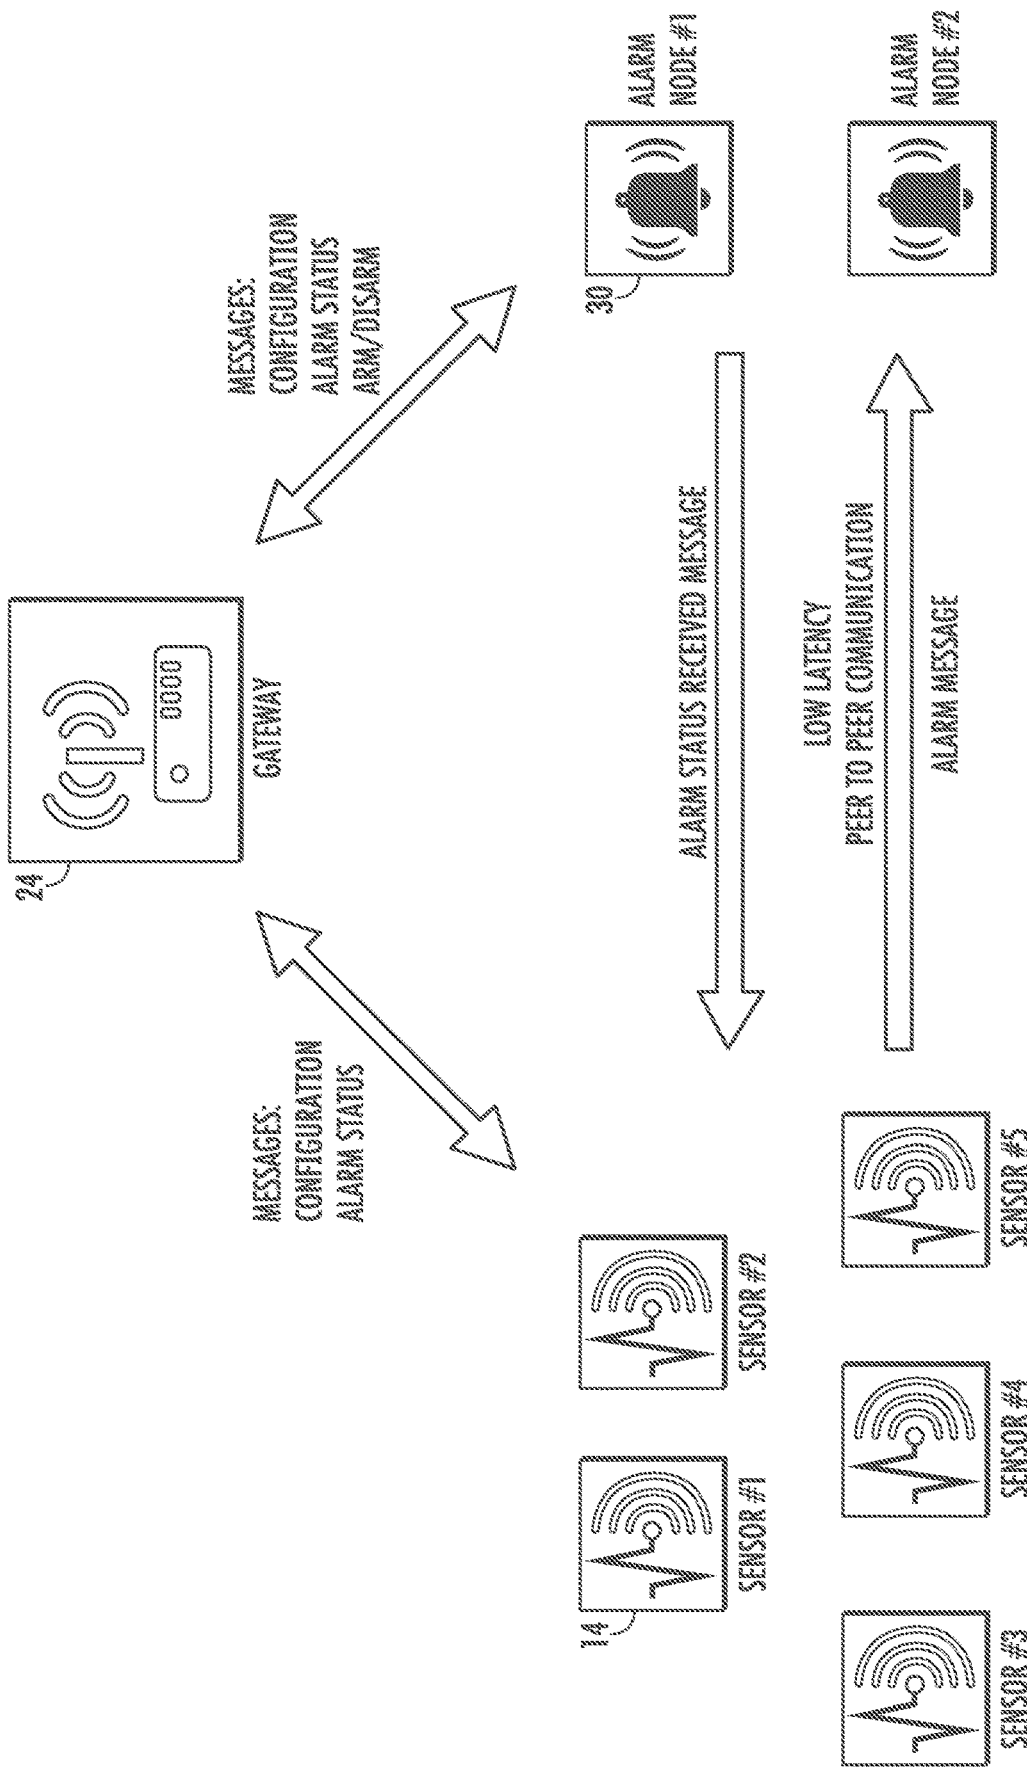 24
GATEWAY
MESSAGES:
CONFIGURATION
ALARM STATUS
MESSAGES:
CONFIGURATION
ALARM STATUS
ARM/DISARM
14
SENSOR #1
SENSOR #2
SENSOR #3
SENSOR #4
SENSOR #5
ALARM STATUS RECEIVED MESSAGE
LOW LATENCY
PEER TO PEER COMMUNICATION
ALARM MESSAGE
30
ALARM
NODE #1
ALARM
NODE #2